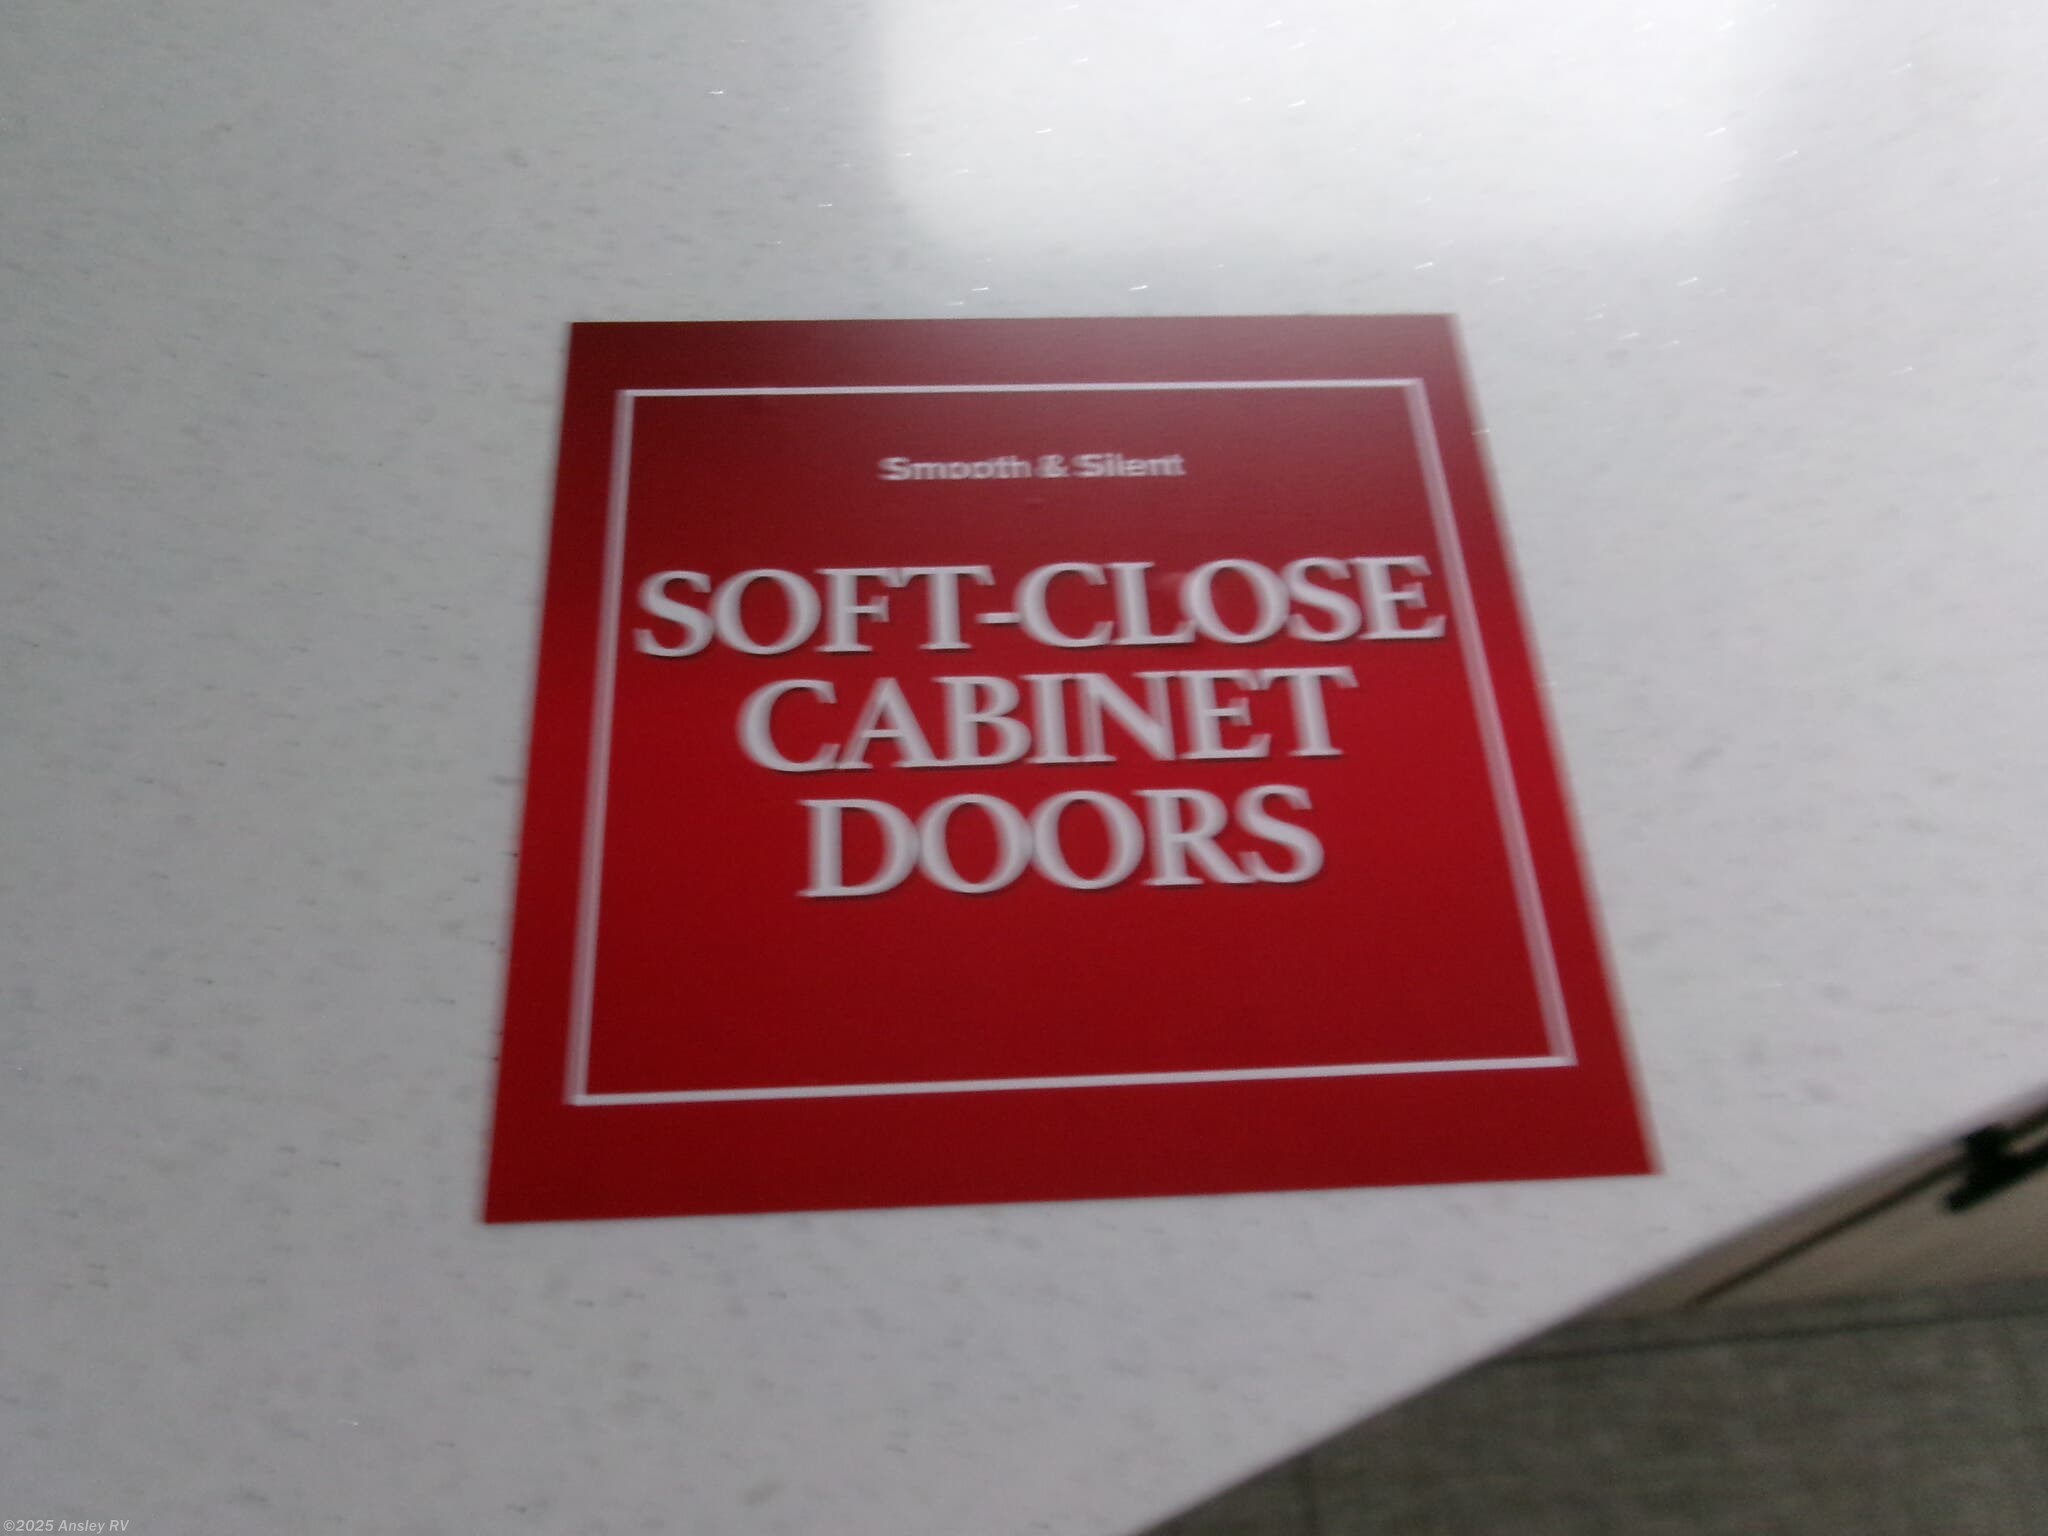 Smooth & Silent
SOFT-CLOSE
CABINET
DOORS
©2025 Ansley RV